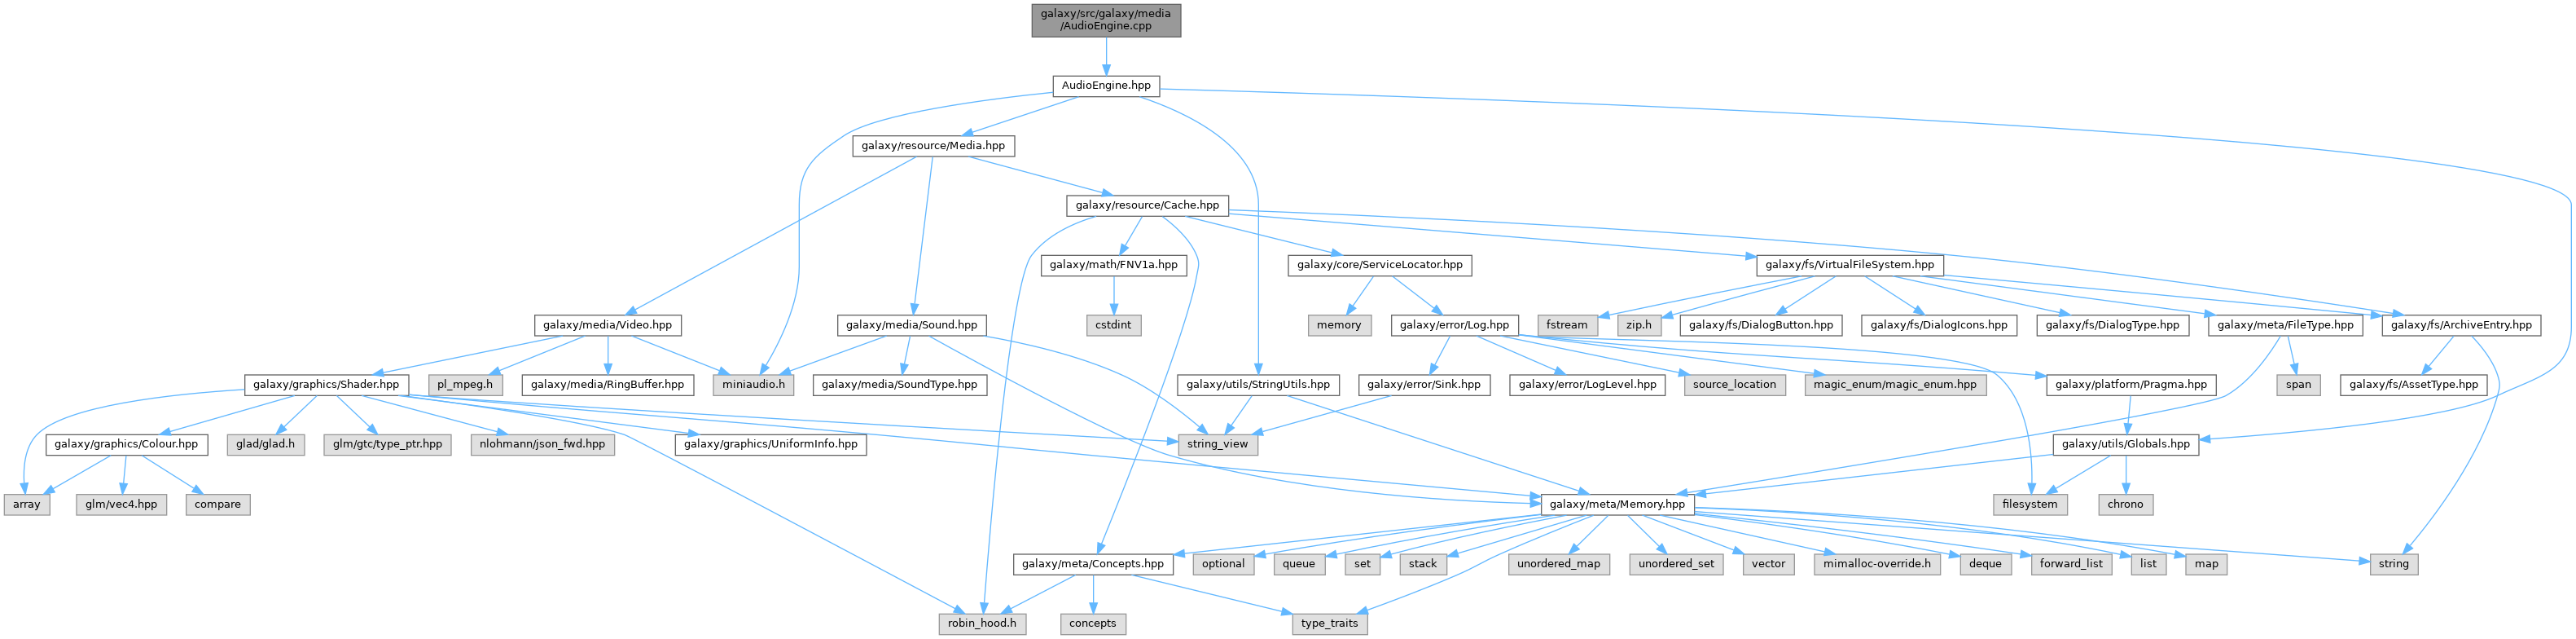 galaxy/src/galaxy/media
/AudioEngine.cpp
AudioEngine.hpp
galaxy/resource/Media.hpp
galaxy/resource/Cache.hpp
galaxy/math/FNV1a.hpp
galaxy/core/ServiceLocator.hpp
galaxy/fs/VirtualFileSystem.hpp
galaxy/media/Video.hpp
galaxy/media/Sound.hpp
cstdint
memory
galaxy/error/Log.hpp
fstream
zip.h
galaxy/fs/DialogButton.hpp
galaxy/fs/DialogIcons.hpp
galaxy/fs/DialogType.hpp
galaxy/meta/FileType.hpp
galaxy/fs/ArchiveEntry.hpp
galaxy/graphics/Shader.hpp
pl_mpeg.h
galaxy/media/RingBuffer.hpp
miniaudio.h
galaxy/media/SoundType.hpp
galaxy/utils/StringUtils.hpp
galaxy/error/Sink.hpp
galaxy/error/LogLevel.hpp
source_location
magic_enum/magic_enum.hpp
galaxy/platform/Pragma.hpp
span
galaxy/fs/AssetType.hpp
galaxy/graphics/Colour.hpp
glad/glad.h
glm/gtc/type_ptr.hpp
nlohmann/json_fwd.hpp
galaxy/graphics/UniformInfo.hpp
string_view
galaxy/utils/Globals.hpp
array
glm/vec4.hpp
compare
galaxy/meta/Memory.hpp
filesystem
chrono
galaxy/meta/Concepts.hpp
optional
queue
set
stack
unordered_map
unordered_set
vector
mimalloc-override.h
deque
forward_list
list
map
string
robin_hood.h
concepts
type_traits